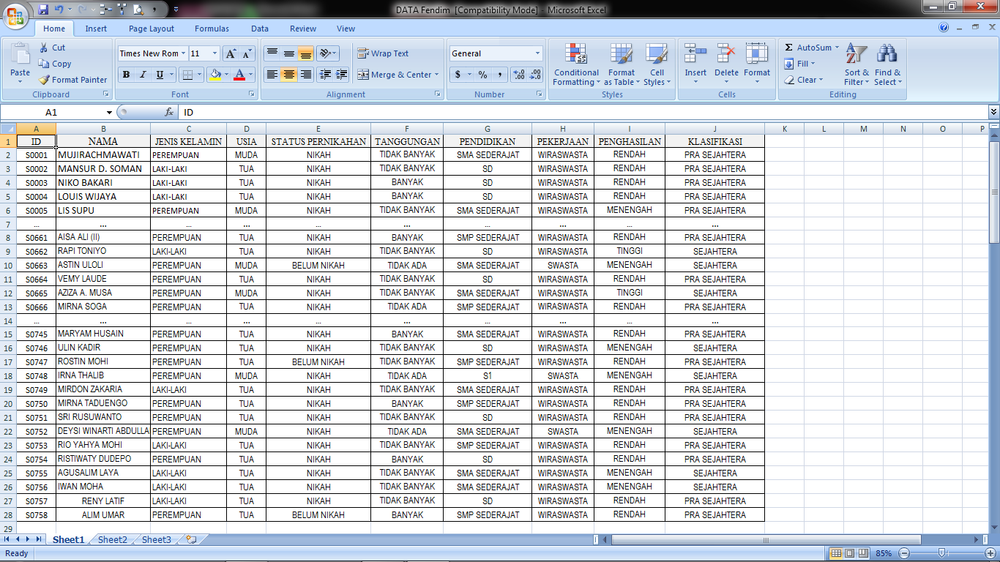 DATA Fendim [Compatibility Mode] - Microsoft Excel
Home Insert Page Layout Formulas Data Review View
Paste Cut Copy Format Painter Clipboard
Times New Rom 11 B I U Font
Wrap Text Merge & Center Alignment
General $ % , Number
Conditional Formatting Format as Table Cell Styles Styles
Insert Delete Format Cells
Σ AutoSum Fill Clear Sort & Filter Find & Select Editing
A1 fx ID
A B C D E F G H I J K L M N O P
1 ID NAMA JENIS KELAMIN USIA STATUS PERNIKAHAN TANGGUNGAN PENDIDIKAN PEKERJAAN PENGHASILAN KLASIFIKASI
2 S0001 MUJIRACHMAWATI PEREMPUAN MUDA NIKAH TIDAK BANYAK SMA SEDERAJAT WIRASWASTA RENDAH PRA SEJAHTERA
3 S0002 MANSUR D. SOMAN LAKI-LAKI TUA NIKAH TIDAK BANYAK SD WIRASWASTA RENDAH PRA SEJAHTERA
4 S0003 NIKO BAKARI LAKI-LAKI TUA NIKAH BANYAK SD WIRASWASTA RENDAH PRA SEJAHTERA
5 S0004 LOUIS WIJAYA LAKI-LAKI TUA NIKAH BANYAK SD WIRASWASTA RENDAH PRA SEJAHTERA
6 S0005 LIS SUPU PEREMPUAN MUDA NIKAH TIDAK BANYAK SMA SEDERAJAT WIRASWASTA MENENGAH PRA SEJAHTERA
7 ... ... ... ... ... ... ... ... ... ...
8 S0661 AISA ALI (II) PEREMPUAN TUA NIKAH BANYAK SMP SEDERAJAT WIRASWASTA RENDAH PRA SEJAHTERA
9 S0662 RAPI TONIYO LAKI-LAKI TUA NIKAH TIDAK BANYAK SD WIRASWASTA TINGGI SEJAHTERA
10 S0663 ASTIN ULOLI PEREMPUAN MUDA BELUM NIKAH TIDAK ADA SMA SEDERAJAT SWASTA MENENGAH SEJAHTERA
11 S0664 VEMY LAUDE PEREMPUAN TUA NIKAH TIDAK BANYAK SD WIRASWASTA RENDAH PRA SEJAHTERA
12 S0665 AZIZA A. MUSA PEREMPUAN MUDA NIKAH TIDAK BANYAK SMA SEDERAJAT WIRASWASTA TINGGI SEJAHTERA
13 S0666 MIRNA SOGA PEREMPUAN TUA NIKAH TIDAK ADA SMP SEDERAJAT WIRASWASTA RENDAH PRA SEJAHTERA
14 ... ... ... ... ... ... ... ... ... ...
15 S0745 MARYAM HUSAIN PEREMPUAN TUA NIKAH BANYAK SMA SEDERAJAT WIRASWASTA RENDAH PRA SEJAHTERA
16 S0746 ULIN KADIR PEREMPUAN TUA NIKAH TIDAK BANYAK SD WIRASWASTA MENENGAH SEJAHTERA
17 S0747 ROSTIN MOHI PEREMPUAN TUA BELUM NIKAH TIDAK BANYAK SMP SEDERAJAT WIRASWASTA RENDAH PRA SEJAHTERA
18 S0748 IRNA THALIB PEREMPUAN MUDA NIKAH TIDAK ADA S1 SWASTA MENENGAH SEJAHTERA
19 S0749 MIRDON ZAKARIA LAKI-LAKI TUA NIKAH TIDAK BANYAK SMA SEDERAJAT WIRASWASTA RENDAH PRA SEJAHTERA
20 S0750 MIRNA TADUENGO PEREMPUAN TUA NIKAH BANYAK SMP SEDERAJAT WIRASWASTA RENDAH PRA SEJAHTERA
21 S0751 SRI RUSUWANTO PEREMPUAN TUA NIKAH TIDAK BANYAK SD WIRASWASTA RENDAH PRA SEJAHTERA
22 S0752 DEYSI WINARTI ABDULLA PEREMPUAN MUDA NIKAH TIDAK ADA SMA SEDERAJAT SWASTA MENENGAH SEJAHTERA
23 S0753 RIO YAHYA MOHI LAKI-LAKI TUA NIKAH TIDAK BANYAK SMP SEDERAJAT WIRASWASTA RENDAH PRA SEJAHTERA
24 S0754 RISTIWATY DUDEPO PEREMPUAN TUA NIKAH BANYAK SD WIRASWASTA RENDAH PRA SEJAHTERA
25 S0755 AGUSALIM LAYA LAKI-LAKI TUA NIKAH TIDAK BANYAK SMA SEDERAJAT WIRASWASTA MENENGAH SEJAHTERA
26 S0756 IWAN MOHA LAKI-LAKI TUA NIKAH TIDAK BANYAK SMA SEDERAJAT WIRASWASTA MENENGAH SEJAHTERA
27 S0757 RENY LATIF LAKI-LAKI TUA NIKAH TIDAK BANYAK SD WIRASWASTA RENDAH PRA SEJAHTERA
28 S0758 ALIM UMAR PEREMPUAN TUA BELUM NIKAH BANYAK SMP SEDERAJAT WIRASWASTA RENDAH PRA SEJAHTERA
29
Sheet1 Sheet2 Sheet3
Ready 85%